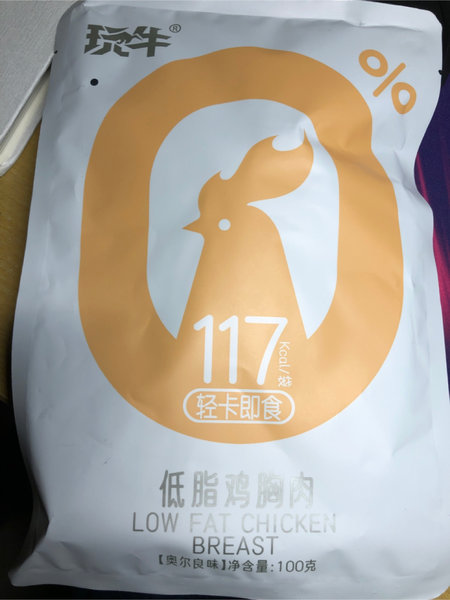 玩牛®
0%
117 Kcal/袋
轻卡即食
低脂鸡胸肉
LOW FAT CHICKEN
BREAST
【奥尔良味】净含量:100克